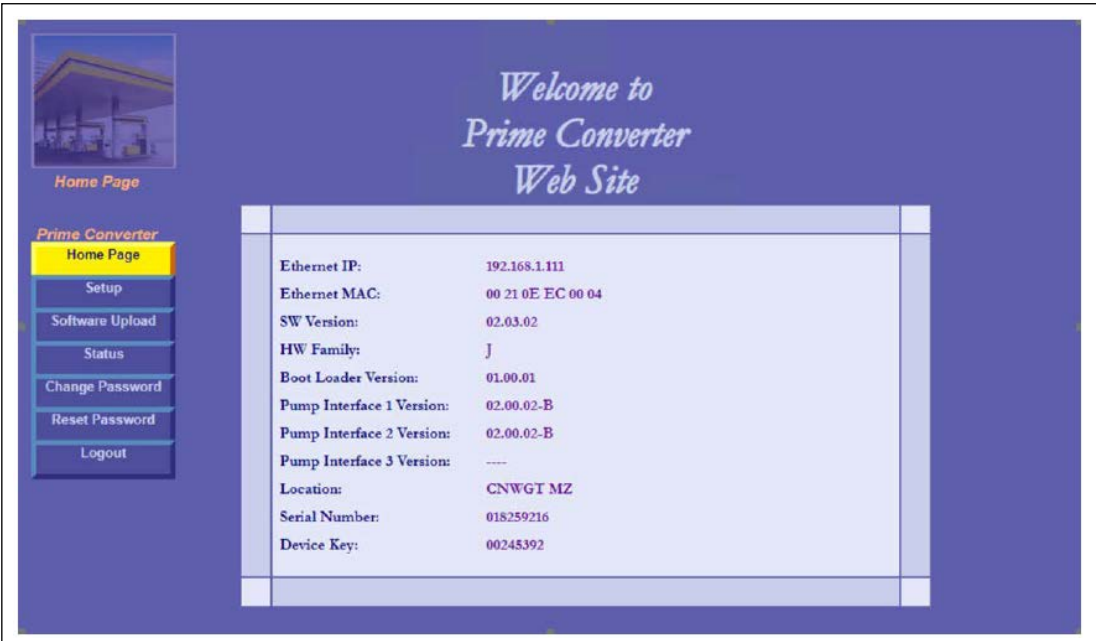 Welcome to
Prime Converter
Web Site
Home Page
Prime Converter
Home Page
Setup
Software Upload
Status
Change Password
Reset Password
Logout
Ethernet IP: 192.168.1.111
Ethernet MAC: 00 21 0E EC 00 04
SW Version: 02.03.02
HW Family: J
Boot Loader Version: 01.00.01
Pump Interface 1 Version: 02.00.02-B
Pump Interface 2 Version: 02.00.02-B
Pump Interface 3 Version: ----
Location: CNWGT MZ
Serial Number: 018259216
Device Key: 00245392